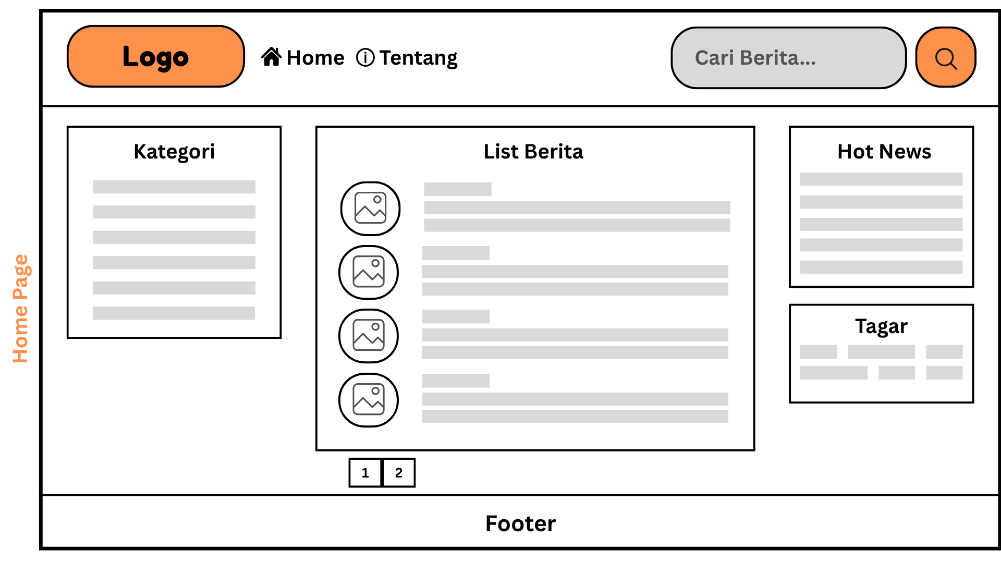 Logo
Home
Tentang
Cari Berita...
Home Page
Kategori
List Berita
Hot News
Tagar
1
2
Footer